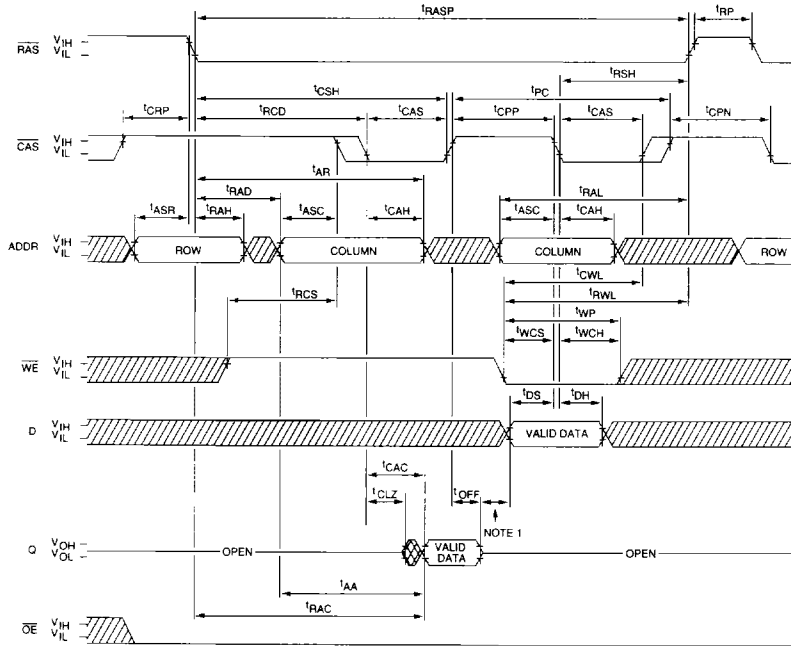 tRASP
tRP
RAS VIH VIL
tRSH
tCSH
tPC
tCRP tRCD tCAS tCPP tCAS tCPN
CAS VIH VIL
tAR
tRAD tRAL
tASR tRAH tASC tCAH tASC tCAH
ADDR VIH VIL ROW COLUMN COLUMN ROW
tCWL
tRCS tRWL
tWP
tWCS tWCH
WE VIH VIL
tDS tDH
D VIH VIL VALID DATA
tCAC
tCLZ tOFF
NOTE 1
Q VOH VOL OPEN VALID DATA OPEN
tAA
tRAC
OE VIH VIL